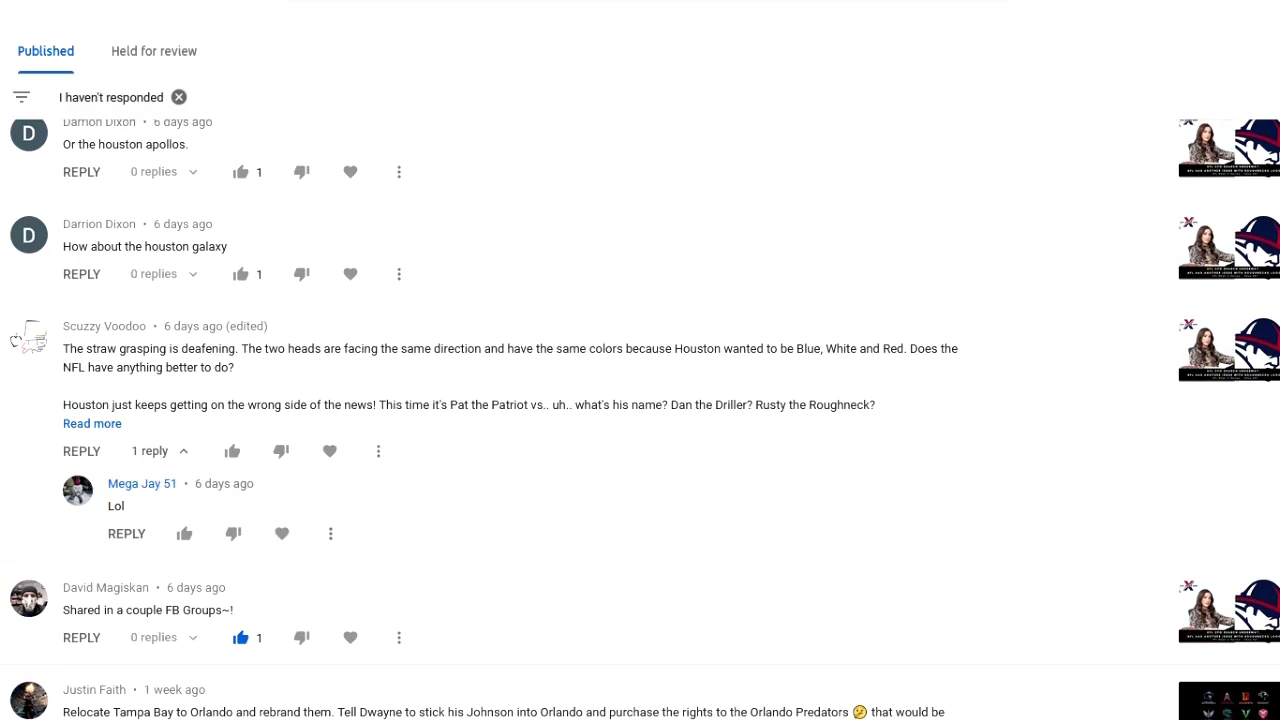 Published
Held for review
I haven't responded
Darrion Dixon • 6 days ago
D
Or the houston apollos.
REPLY 0 replies 1
Darrion Dixon • 6 days ago
D
How about the houston galaxy
REPLY 0 replies 1
Scuzzy Voodoo • 6 days ago (edited)
The straw grasping is deafening. The two heads are facing the same direction and have the same colors because Houston wanted to be Blue, White and Red. Does the
NFL have anything better to do?
Houston just keeps getting on the wrong side of the news! This time it's Pat the Patriot vs.. uh.. what's his name? Dan the Driller? Rusty the Roughneck?
Read more
REPLY 1 reply
Mega Jay 51 • 6 days ago
Lol
REPLY
David Magiskan • 6 days ago
Shared in a couple FB Groups~!
REPLY 0 replies 1
Justin Faith • 1 week ago
Relocate Tampa Bay to Orlando and rebrand them. Tell Dwayne to stick his Johnson in Orlando and purchase the rights to the Orlando Predators 😕 that would be